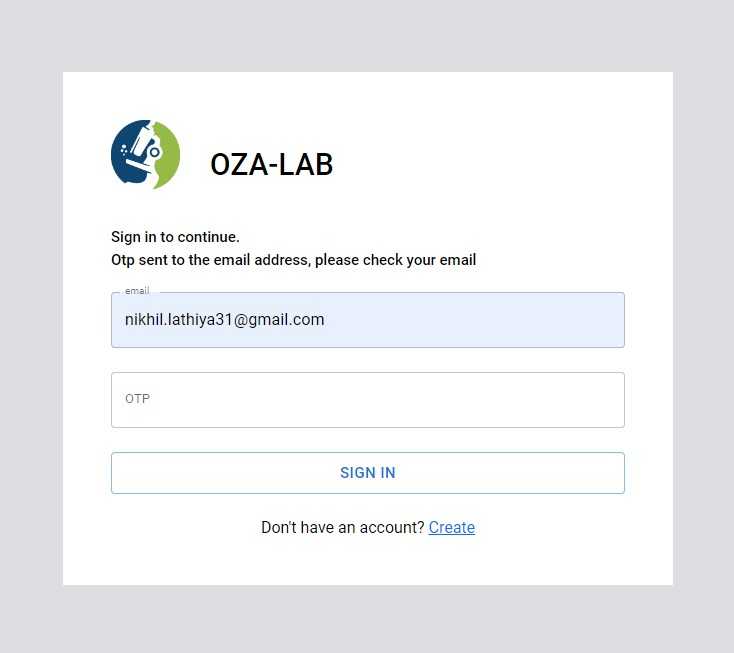 OZA-LAB
Sign in to continue.
Otp sent to the email address, please check your email
email
nikhil.lathiya31@gmail.com
OTP
SIGN IN
Don't have an account? Create